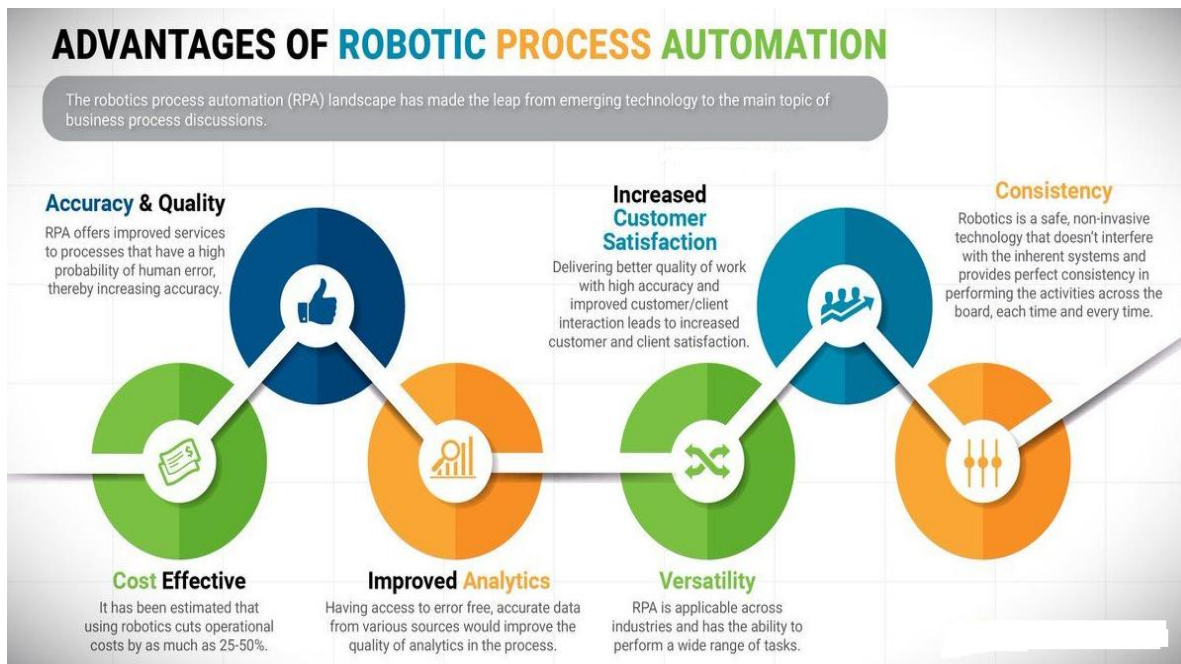 ADVANTAGES OF ROBOTIC PROCESS AUTOMATION
The robotics process automation (RPA) landscape has made the leap from emerging technology to the main topic of
business process discussions.
Accuracy & Quality
RPA offers improved services
to processes that have a high
probability of human error,
thereby increasing accuracy.
Increased
Customer
Satisfaction
Delivering better quality of work
with high accuracy and
improved customer/client
interaction leads to increased
customer and client satisfaction.
Consistency
Robotics is a safe, non-invasive
technology that doesn't interfere
with the inherent systems and
provides perfect consistency in
performing the activities across the
board, each time and every time.
$
Cost Effective
It has been estimated that
using robotics cuts operational
costs by as much as 25-50%.
Improved Analytics
Having access to error free, accurate data
from various sources would improve the
quality of analytics in the process.
Versatility
RPA is applicable across
industries and has the ability to
perform a wide range of tasks.